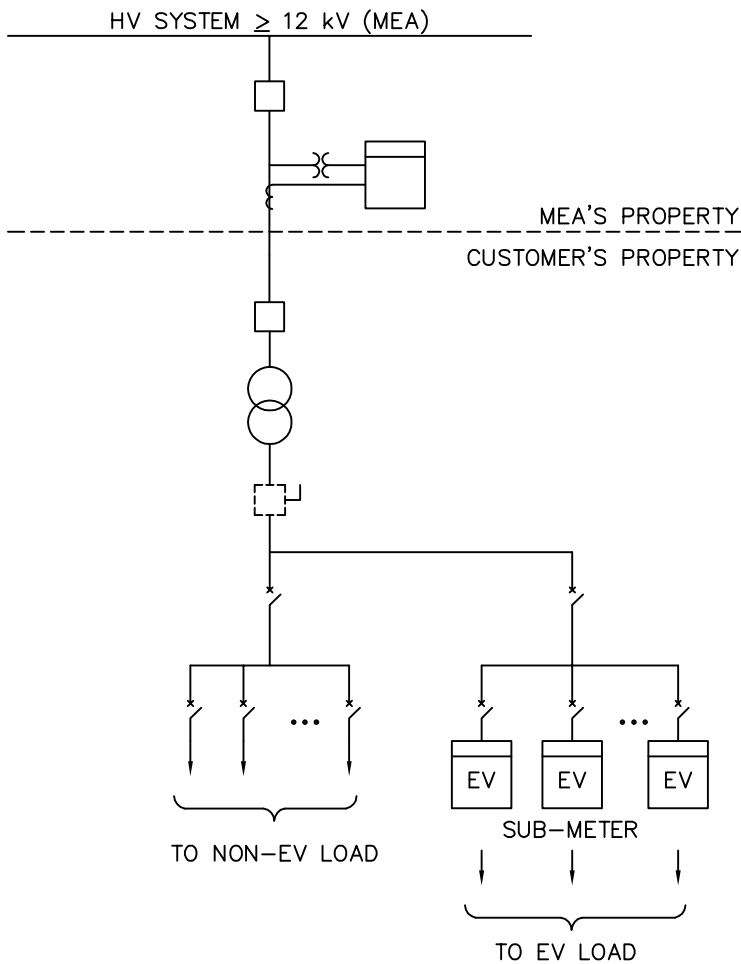 HV SYSTEM ≥ 12 kV (MEA)
MEA'S PROPERTY
CUSTOMER'S PROPERTY
EV EV EV
SUB-METER
TO NON-EV LOAD
TO EV LOAD